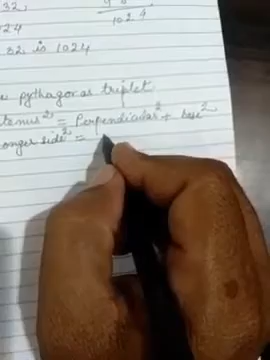 32
1024
32 is 1024
pythagoras triplet
tenus² = Perpendicular² + base²
onger side² =